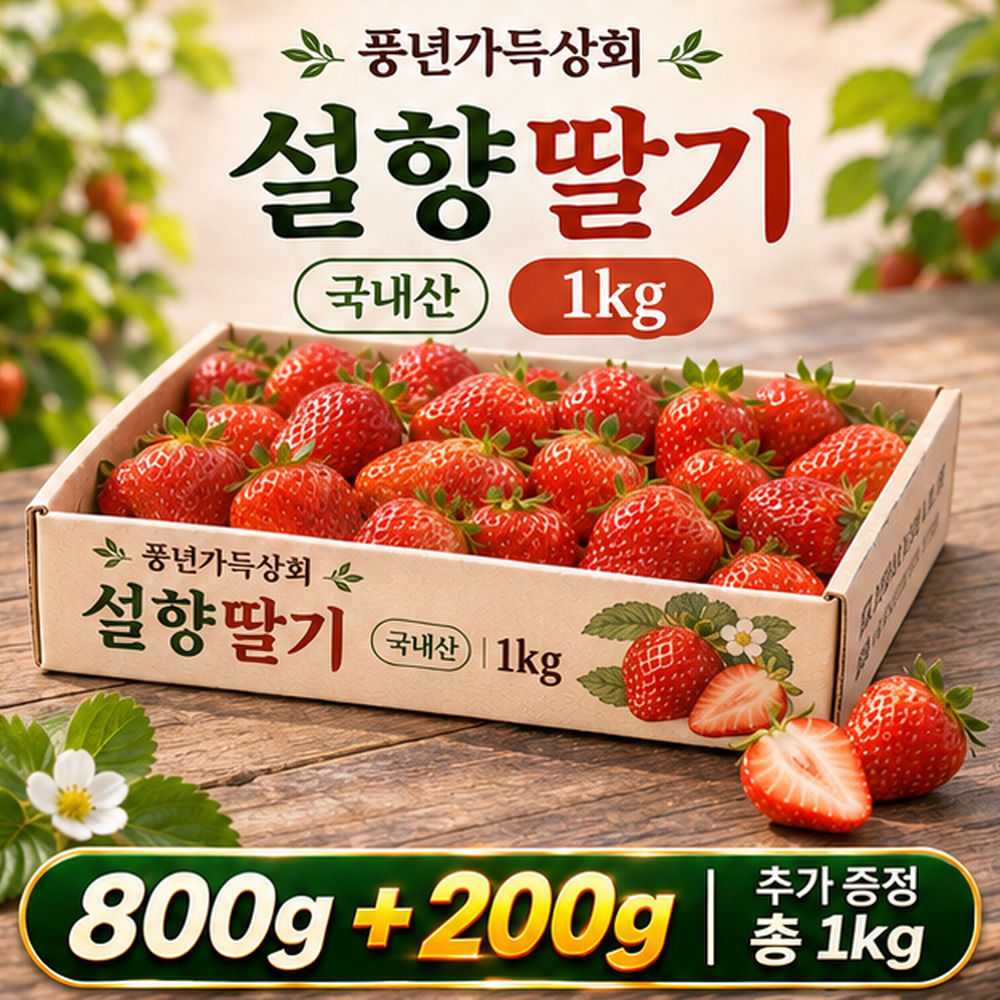 풍년가득상회
설향딸기
국내산 1kg
풍년가득상회
설향딸기 국내산 | 1kg
800g + 200g | 추가 증정
총 1kg